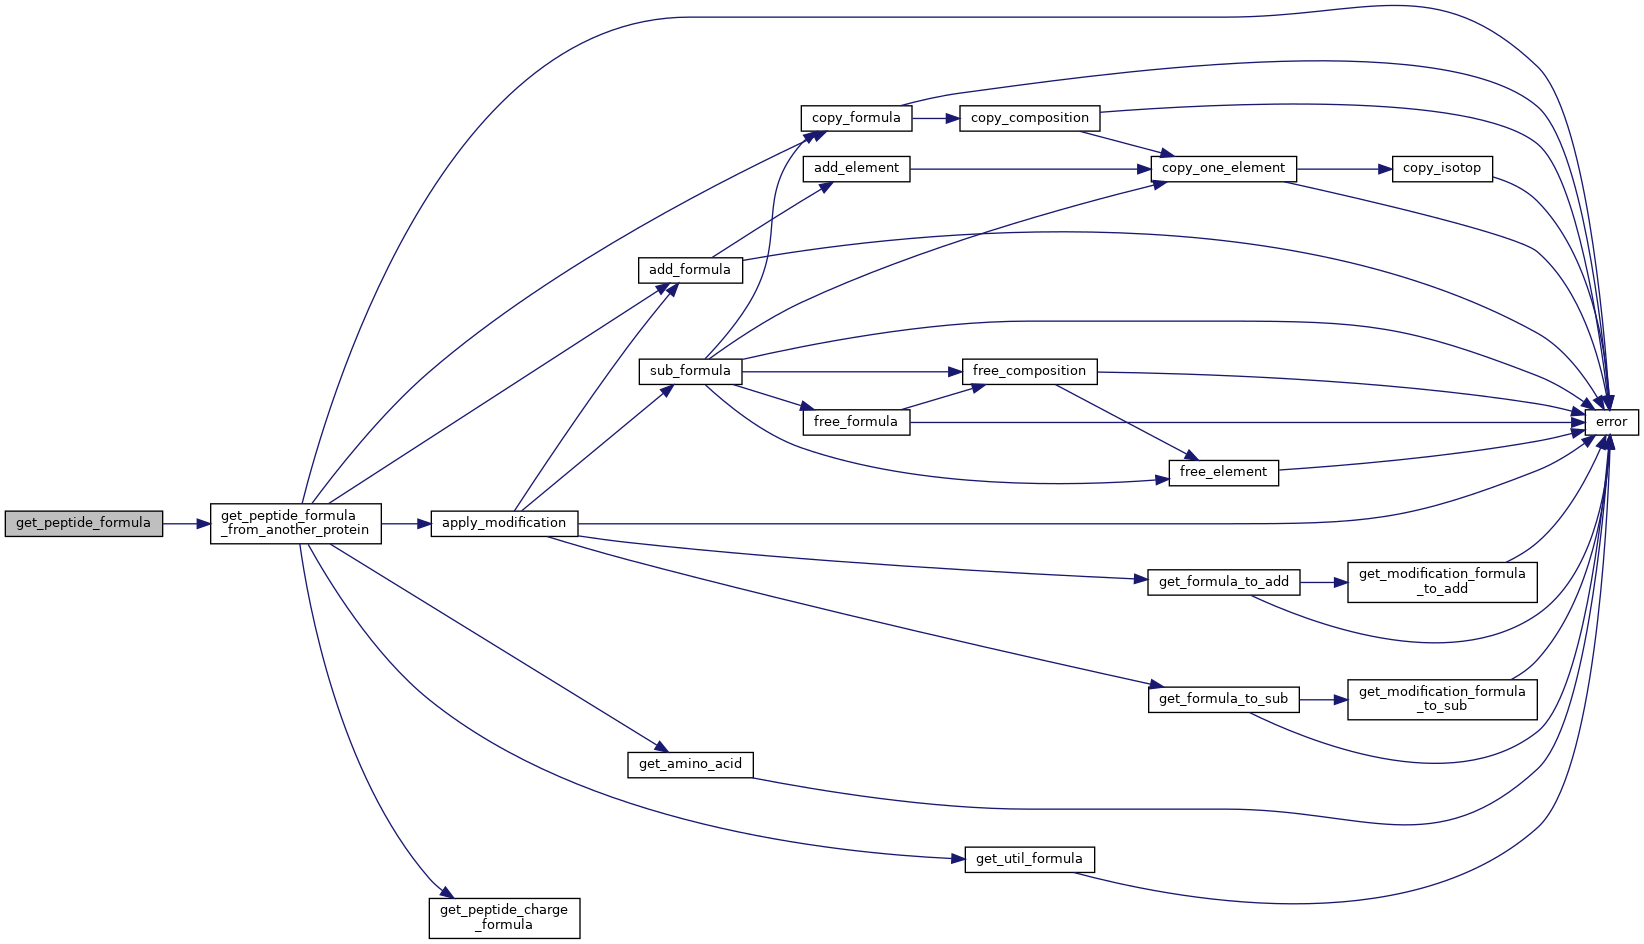 copy_formula
copy_composition
add_element
copy_one_element
copy_isotop
add_formula
sub_formula
free_composition
free_formula
error
free_element
get_peptide_formula
get_peptide_formula
_from_another_protein
apply_modification
get_formula_to_add
get_modification_formula
_to_add
get_formula_to_sub
get_modification_formula
_to_sub
get_amino_acid
get_util_formula
get_peptide_charge
_formula